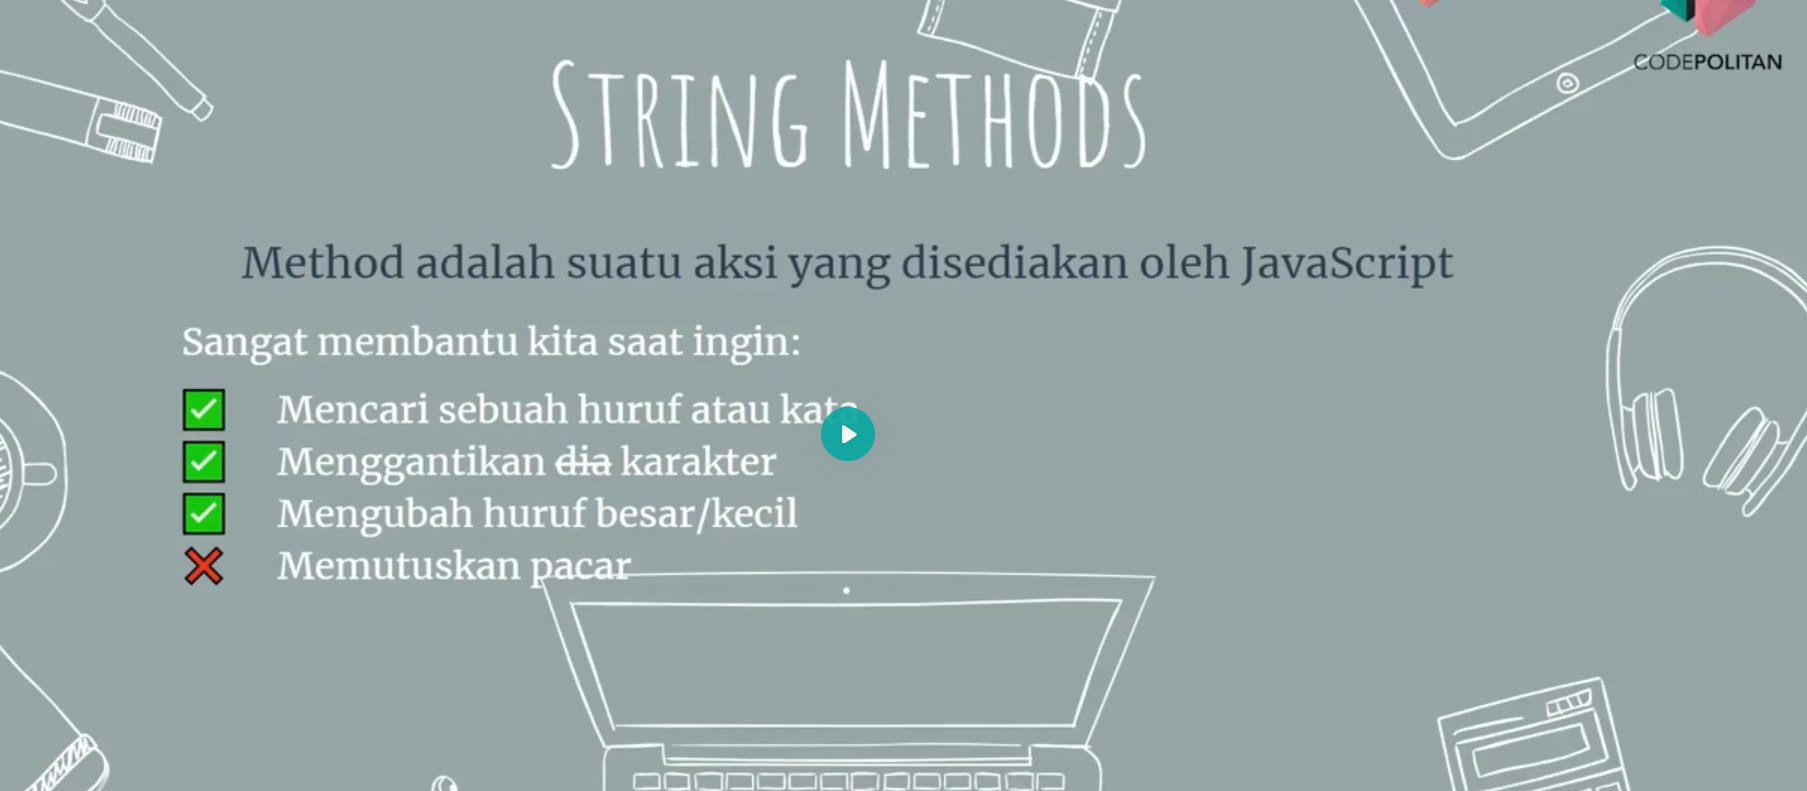 CODEPOLITAN
STRING METHODS
Method adalah suatu aksi yang disediakan oleh JavaScript
Sangat membantu kita saat ingin:
Mencari sebuah huruf atau kata
Menggantikan dia karakter
Mengubah huruf besar/kecil
Memutuskan pacar